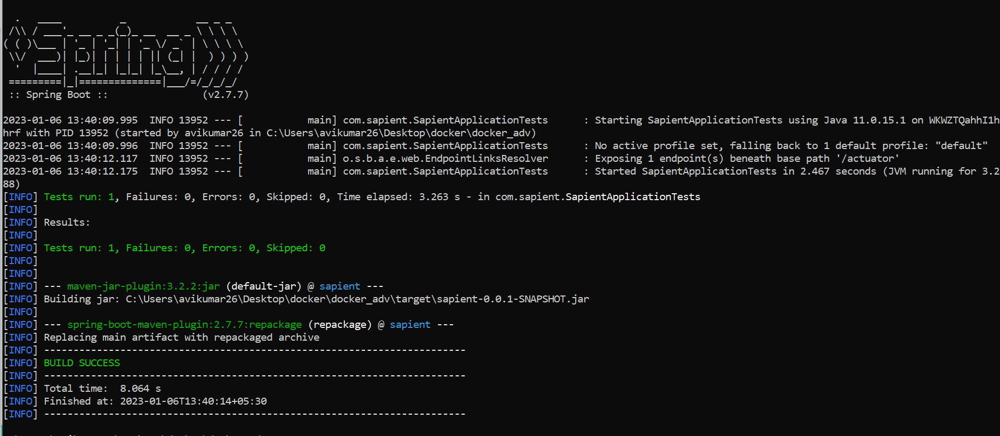 .   ____          _            __ _ _
 /\\ / ___'_ __ _ _(_)_ __  __ _ \ \ \ \
( ( )\___ | '_ | '_| | '_ \/ _` | \ \ \ \
 \\/  ___)| |_)| | | | | || (_| |  ) ) ) )
  '  |____| .__|_| |_|_| |_\__, | / / / /
 =========|_|==============|___/=/_/_/_/
 :: Spring Boot ::                (v2.7.7)
2023-01-06 13:40:09.995  INFO 13952 --- [           main] com.sapient.SapientApplicationTests      : Starting SapientApplicationTests using Java 11.0.15.1 on WKWZTQahhI1h
hrf with PID 13952 (started by avikumar26 in C:\Users\avikumar26\Desktop\docker\docker_adv)
2023-01-06 13:40:09.996  INFO 13952 --- [           main] com.sapient.SapientApplicationTests      : No active profile set, falling back to 1 default profile: "default"
2023-01-06 13:40:12.117  INFO 13952 --- [           main] o.s.b.a.e.web.EndpointLinksResolver      : Exposing 1 endpoint(s) beneath base path '/actuator'
2023-01-06 13:40:12.175  INFO 13952 --- [           main] com.sapient.SapientApplicationTests      : Started SapientApplicationTests in 2.467 seconds (JVM running for 3.2
88)
[INFO] Tests run: 1, Failures: 0, Errors: 0, Skipped: 0, Time elapsed: 3.263 s - in com.sapient.SapientApplicationTests
[INFO]
[INFO] Results:
[INFO]
[INFO] Tests run: 1, Failures: 0, Errors: 0, Skipped: 0
[INFO]
[INFO]
[INFO] --- maven-jar-plugin:3.2.2:jar (default-jar) @ sapient ---
[INFO] Building jar: C:\Users\avikumar26\Desktop\docker\docker_adv\target\sapient-0.0.1-SNAPSHOT.jar
[INFO]
[INFO] --- spring-boot-maven-plugin:2.7.7:repackage (repackage) @ sapient ---
[INFO] Replacing main artifact with repackaged archive
[INFO] ------------------------------------------------------------------------
[INFO] BUILD SUCCESS
[INFO] ------------------------------------------------------------------------
[INFO] Total time:  8.064 s
[INFO] Finished at: 2023-01-06T13:40:14+05:30
[INFO] ------------------------------------------------------------------------